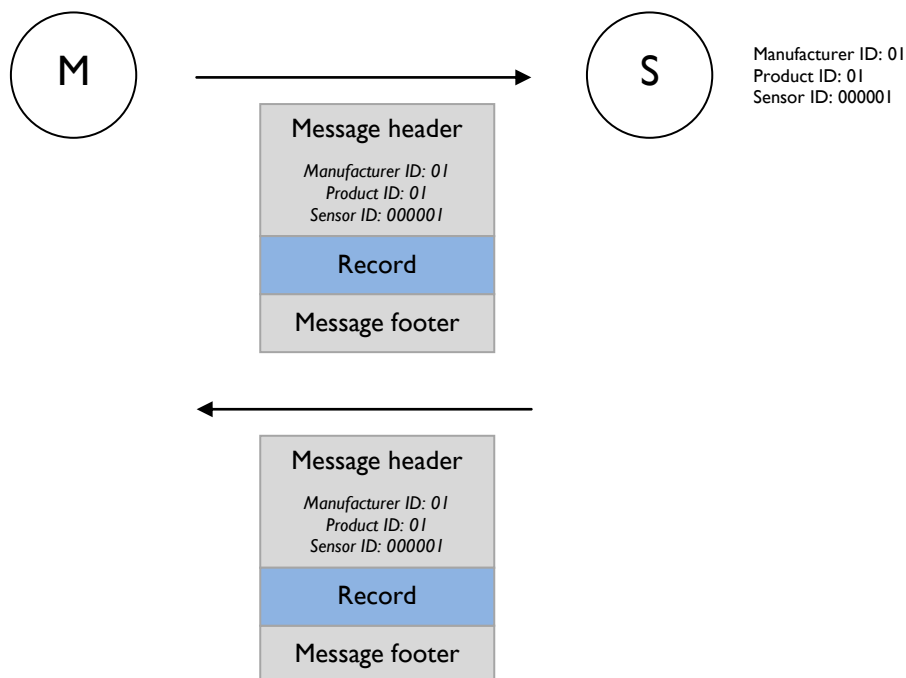 M
S
Manufacturer ID: 01
Product ID: 01
Sensor ID: 000001
Message header
Manufacturer ID: 01
Product ID: 01
Sensor ID: 000001
Record
Message footer
Message header
Manufacturer ID: 01
Product ID: 01
Sensor ID: 000001
Record
Message footer